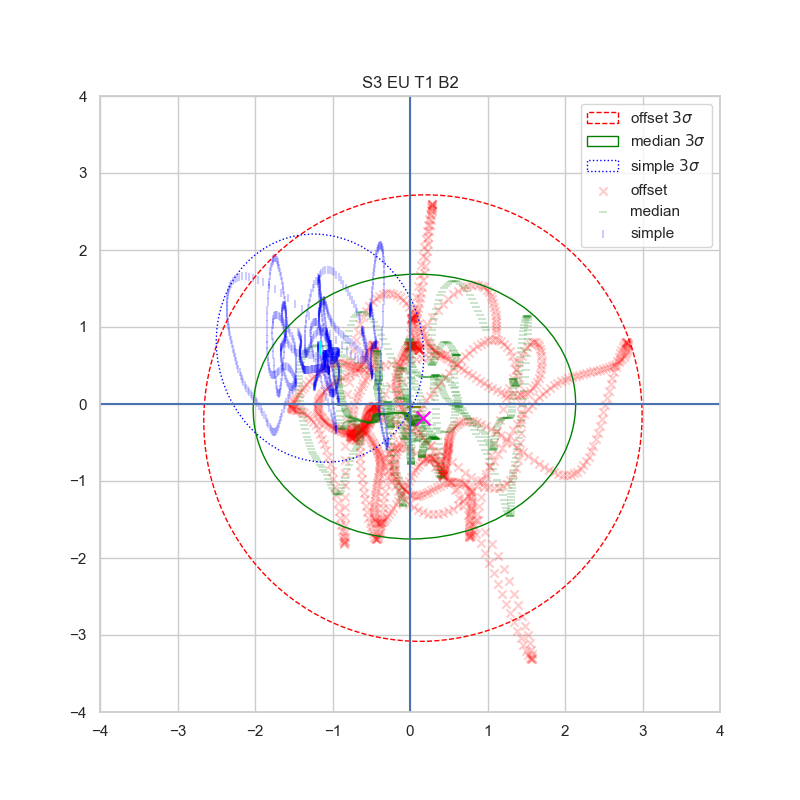 S3 EU T1 B2
offset 3σ
median 3σ
simple 3σ
offset
median
simple
4
3
2
1
0
−1
−2
−3
−4
−4 −3 −2 −1 0 1 2 3 4